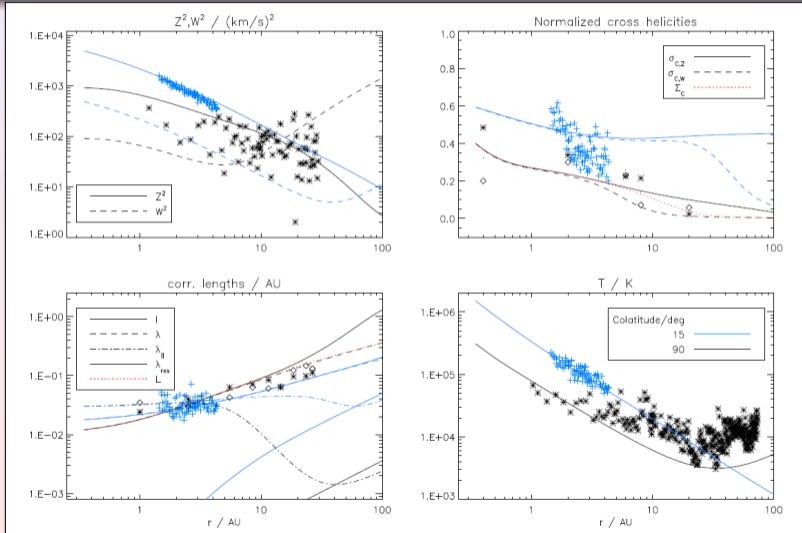 Z², W² / (km/s)²
1.E+04
1.E+03
1.E+02
1.E+01
1.E+00
Z²
W²
1 10 100
Normalized cross helicities
1.0
0.8
0.6
0.4
0.2
0.0
σc,z
σc,w
Σc
1 10 100
corr. lengths / AU
1.E+00
1.E-01
1.E-02
1.E-03
l
λ
λ||
λres
L
1 10 100
r / AU
T / K
1.E+06
1.E+05
1.E+04
1.E+03
Colatitude/deg
15
90
1 10 100
r / AU